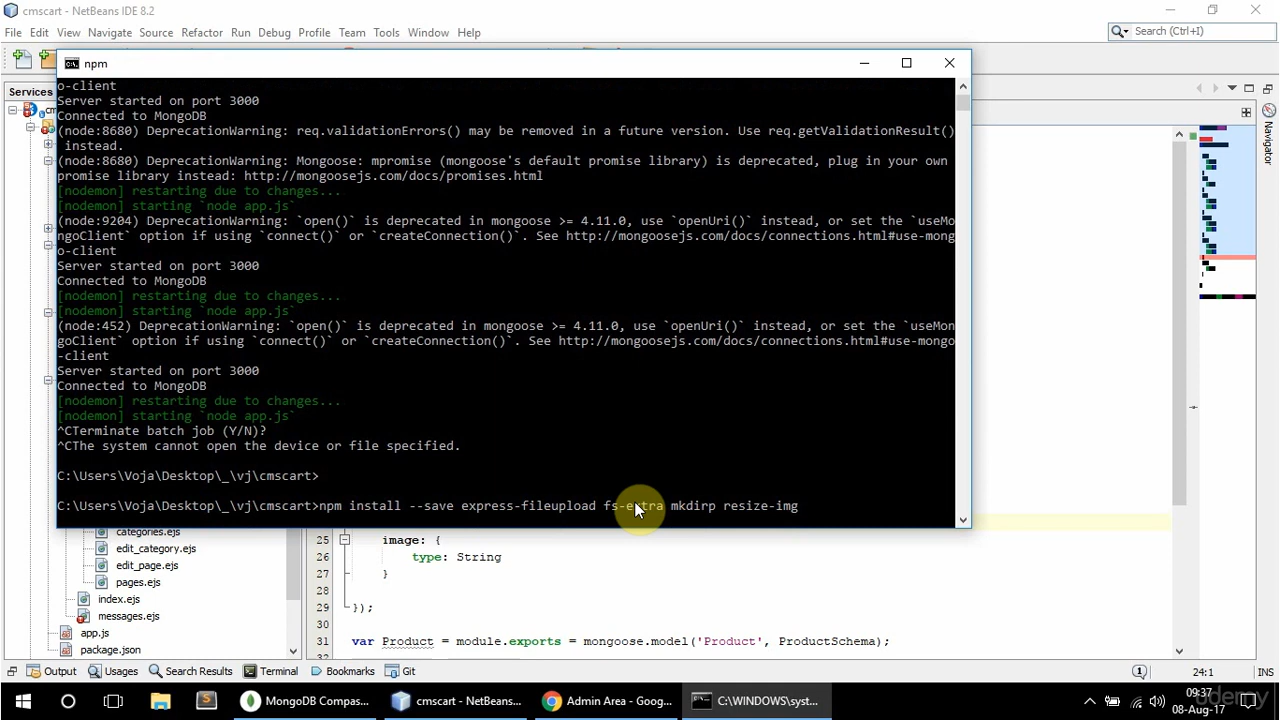 cmscart - NetBeans IDE 8.2
File Edit View Navigate Source Refactor Run Debug Profile Team Tools Window Help
Search (Ctrl+I)
npm
Services
Navigator
o-client
Server started on port 3000
Connected to MongoDB
(node:8680) DeprecationWarning: req.validationErrors() may be removed in a future version. Use req.getValidationResult()
instead.
(node:8680) DeprecationWarning: Mongoose: mpromise (mongoose's default promise library) is deprecated, plug in your own
promise library instead: http://mongoosejs.com/docs/promises.html
[nodemon] restarting due to changes...
[nodemon] starting `node app.js`
(node:9204) DeprecationWarning: `open()` is deprecated in mongoose >= 4.11.0, use `openUri()` instead, or set the `useMo
ngoClient` option if using `connect()` or `createConnection()`. See http://mongoosejs.com/docs/connections.html#use-mong
o-client
Server started on port 3000
Connected to MongoDB
[nodemon] restarting due to changes...
[nodemon] starting `node app.js`
(node:452) DeprecationWarning: `open()` is deprecated in mongoose >= 4.11.0, use `openUri()` instead, or set the `useMon
goClient` option if using `connect()` or `createConnection()`. See http://mongoosejs.com/docs/connections.html#use-mongo
-client
Server started on port 3000
Connected to MongoDB
[nodemon] restarting due to changes...
[nodemon] starting `node app.js`
^CTerminate batch job (Y/N)?
^CThe system cannot open the device or file specified.
C:\Users\Voja\Desktop\_\vj\cmscart>
C:\Users\Voja\Desktop\_\vj\cmscart>npm install --save express-fileupload fs-extra mkdirp resize-img
categories.ejs
edit_category.ejs
edit_page.ejs
pages.ejs
index.ejs
messages.ejs
app.js
package.json
25 image: {
26 type: String
27 }
28
29 });
30
31 var Product = module.exports = mongoose.model('Product', ProductSchema);
32
Output Usages Search Results Terminal Bookmarks Git
24:1 INS
MongoDB Compas... cmscart - NetBeans ... Admin Area - Goog... C:\WINDOWS\syst...
09:37
08-Aug-17
udemy